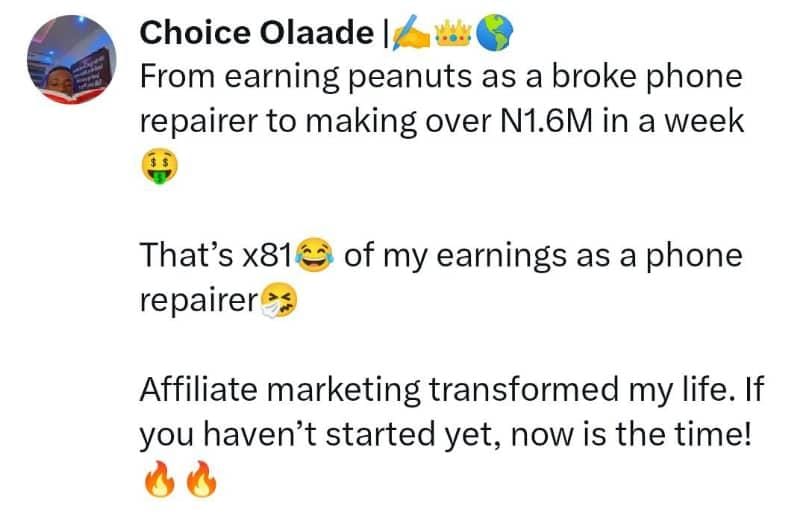 Choice Olaade |✍️👑🌎
From earning peanuts as a broke phone
repairer to making over N1.6M in a week
🤑
That’s x81😂 of my earnings as a phone
repairer🤧
Affiliate marketing transformed my life. If
you haven’t started yet, now is the time!
🔥🔥